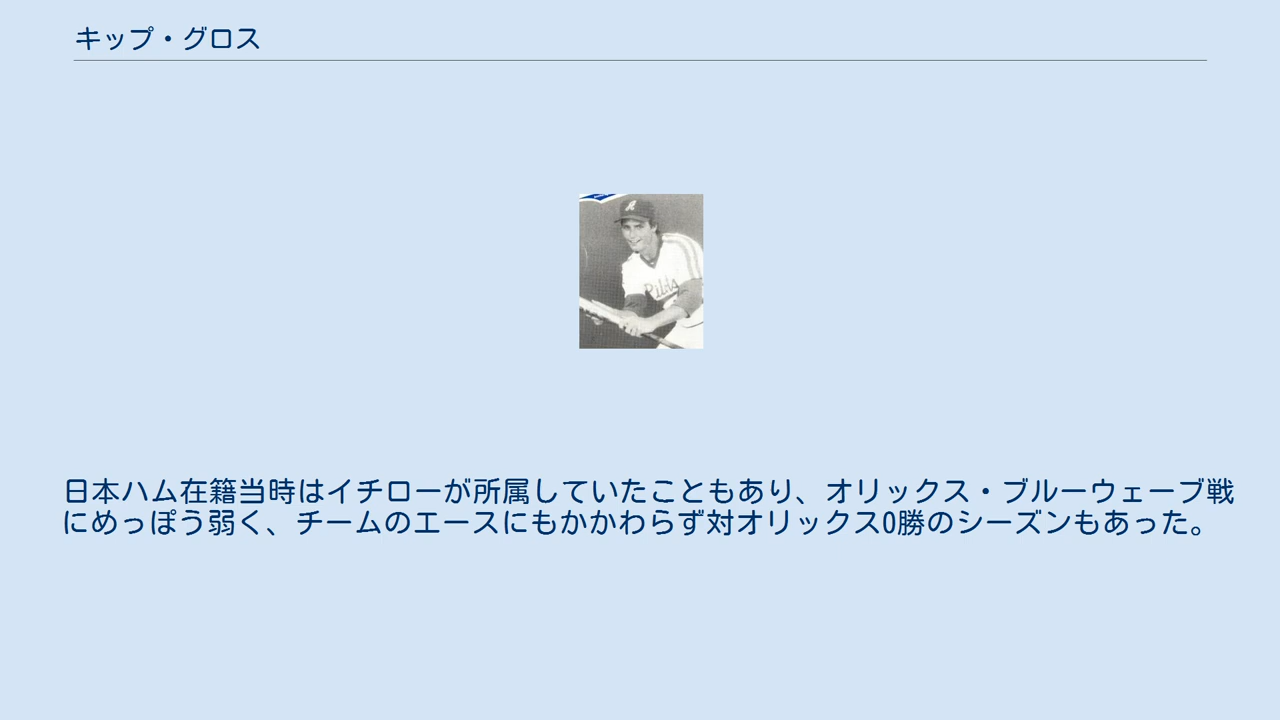 キップ・グロス
日本ハム在籍当時はイチローが所属していたこともあり、オリックス・ブルーウェーブ戦
にめっぽう弱く、チームのエースにもかかわらず対オリックス0勝のシーズンもあった。